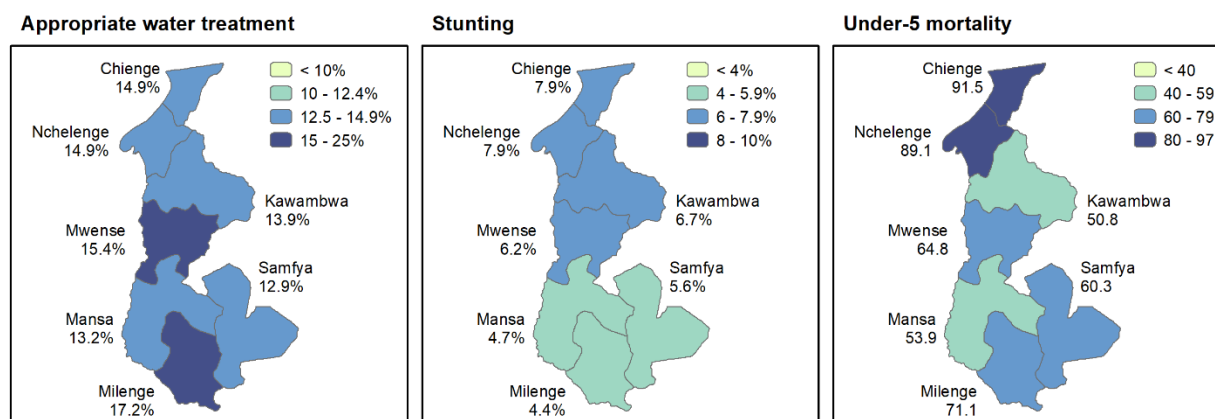 Appropriate water treatment
Chienge
14.9%
< 10%
10 - 12.4%
12.5 - 14.9%
15 - 25%
Nchelenge
14.9%
Kawambwa
13.9%
Mwense
15.4%
Samfya
12.9%
Mansa
13.2%
Milenge
17.2%
Stunting
Chienge
7.9%
< 4%
4 - 5.9%
6 - 7.9%
8 - 10%
Nchelenge
7.9%
Kawambwa
6.7%
Mwense
6.2%
Samfya
5.6%
Mansa
4.7%
Milenge
4.4%
Under-5 mortality
Chienge
91.5
< 40
40 - 59
60 - 79
80 - 97
Nchelenge
89.1
Kawambwa
50.8
Mwense
64.8
Samfya
60.3
Mansa
53.9
Milenge
71.1